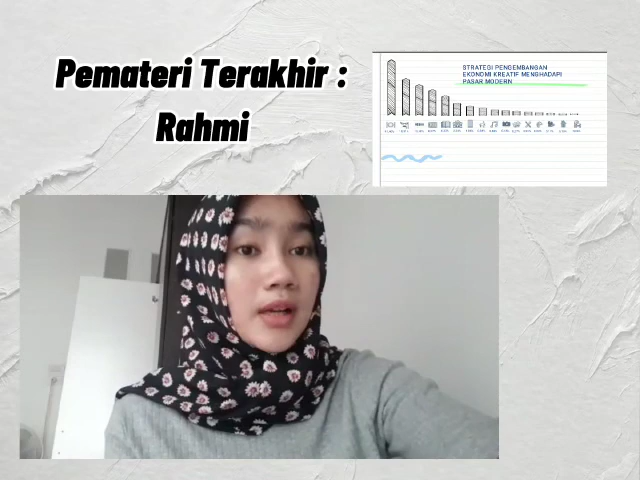 Pemateri Terakhir :
Rahmi
STRATEGI PENGEMBANGAN
EKONOMI KREATIF MENGHADAPI
PASAR MODERN